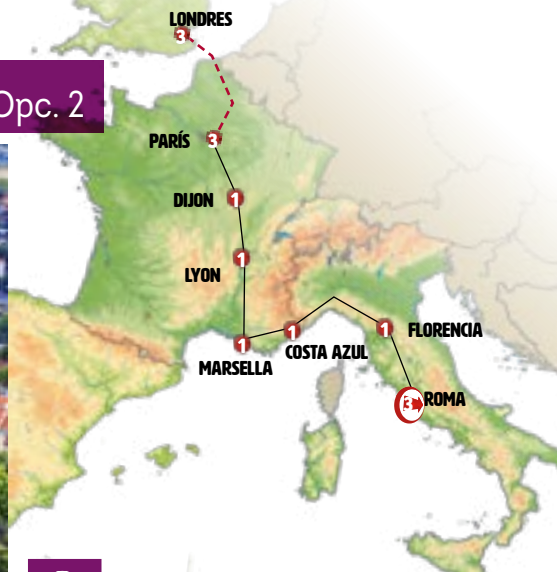 LONDRES
3
Opc. 2
PARÍS
3
DIJON
1
LYON
1
MARSELLA
1
COSTA AZUL
1
FLORENCIA
1
ROMA
3